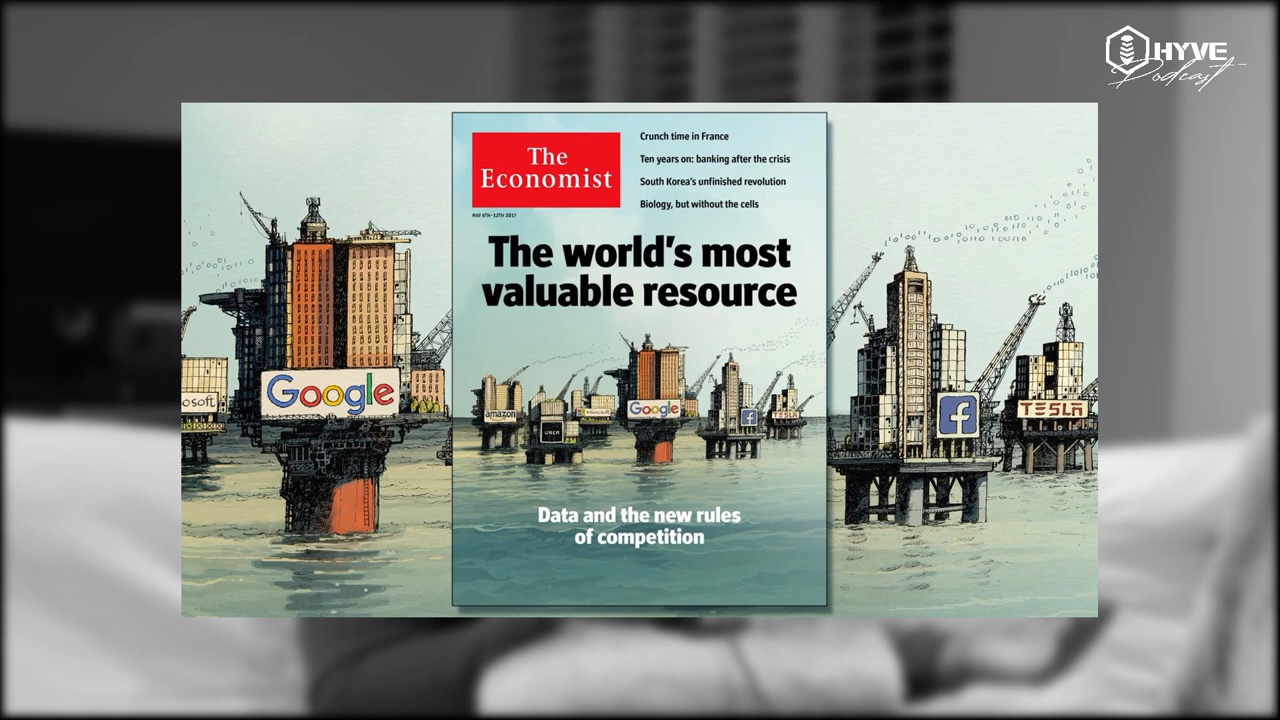 HYVE
Podcast
The
Economist
MAY 6TH–12TH 2017
Crunch time in France
Ten years on: banking after the crisis
South Korea's unfinished revolution
Biology, but without the cells
The world's most
valuable resource
amazon
UBER
Microsoft
Google
TESLA
Data and the new rules
of competition
osoft
Google
TESLA